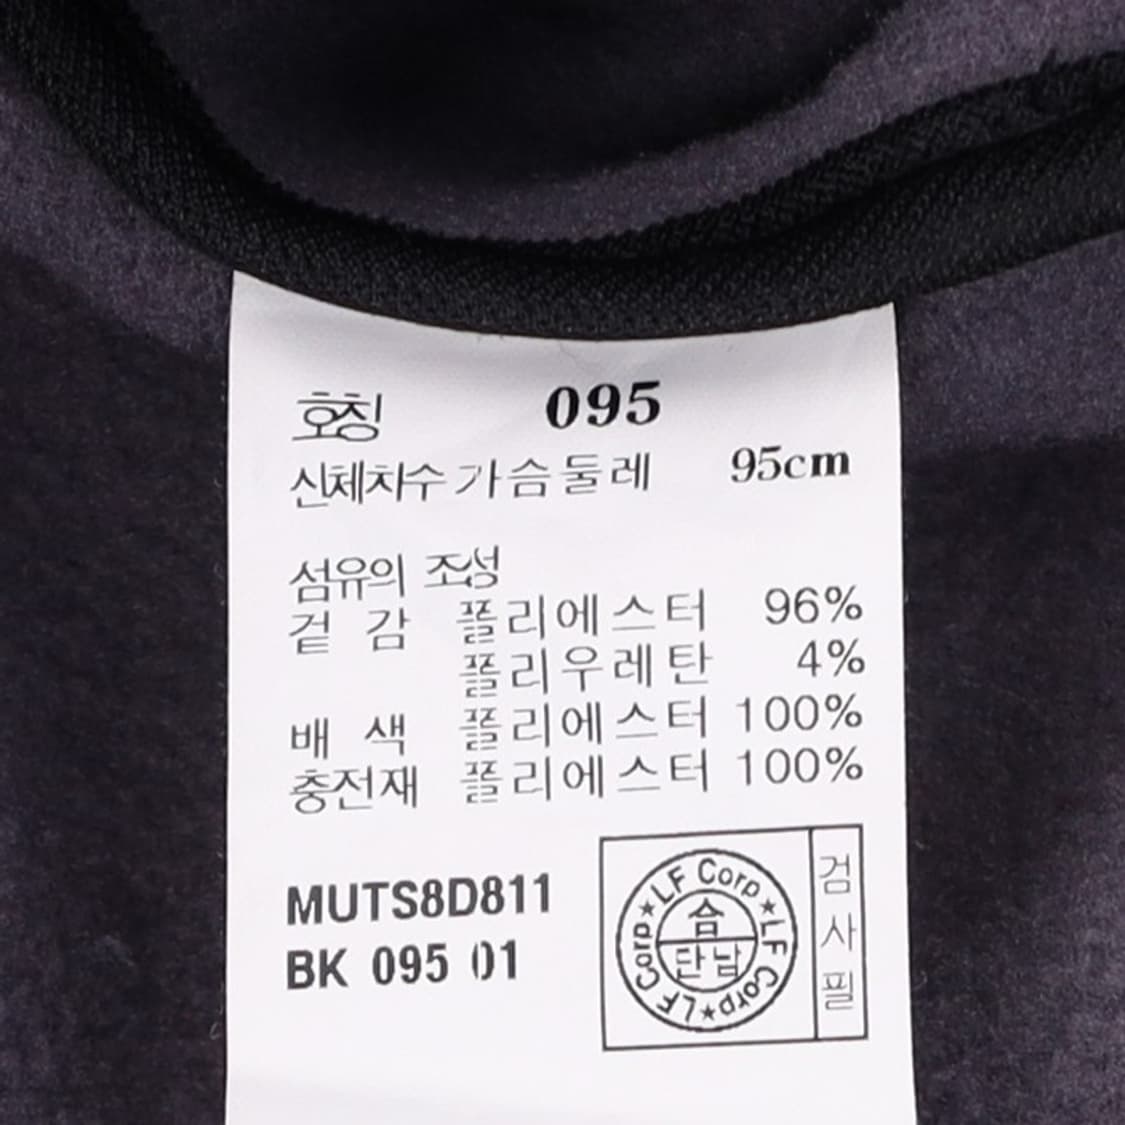 호칭 095
신체치수 가슴둘레 95cm
섬유의 조성
겉 감 폴리에스터 96%
폴리우레탄 4%
배 색 폴리에스터 100%
충전재 폴리에스터 100%
MUTS8D811
BK 095 01
LF Corp★LF Corp★LF Corp★
단납
검사필